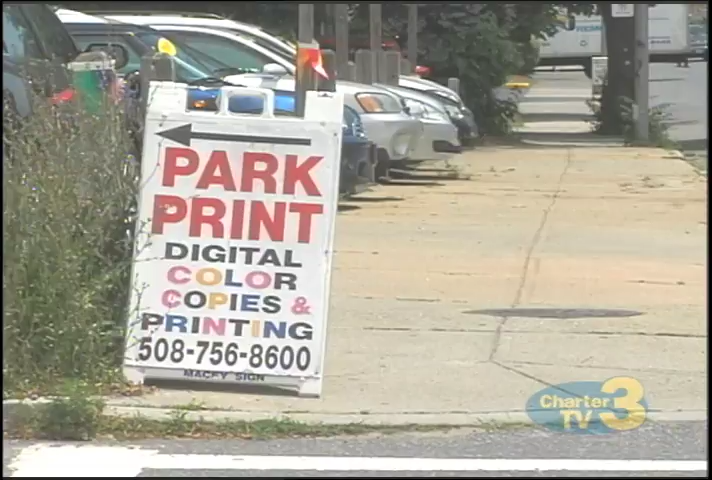 PARK
PRINT
DIGITAL
COLOR
COPIES &
PRINTING
508-756-8600
MACKY SIGN
Charter
TV 3